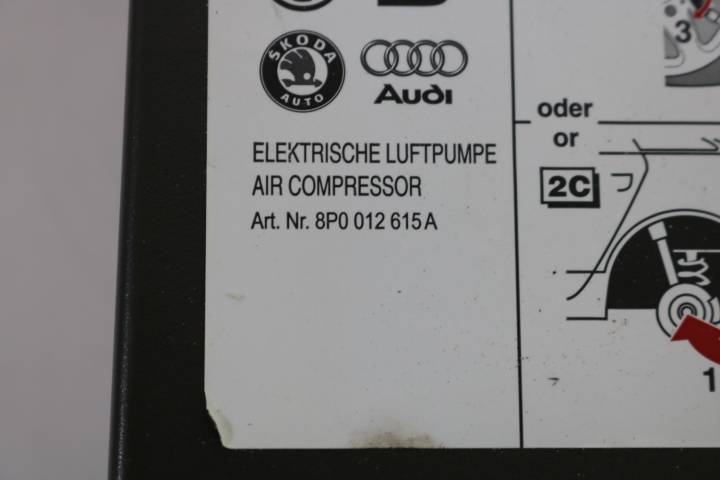 ŠKODA
AUTO
Audi
ELEKTRISCHE LUFTPUMPE
AIR COMPRESSOR
Art. Nr. 8P0 012 615 A
3
oder
or
2C
1